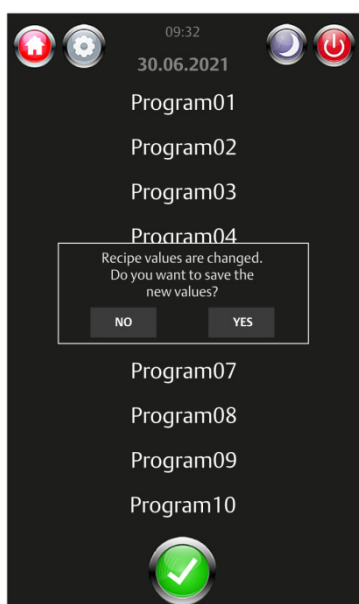 09:32
30.06.2021
Program01
Program02
Program03
Program04
Recipe values are changed.
Do you want to save the
new values?
NO YES
Program07
Program08
Program09
Program10